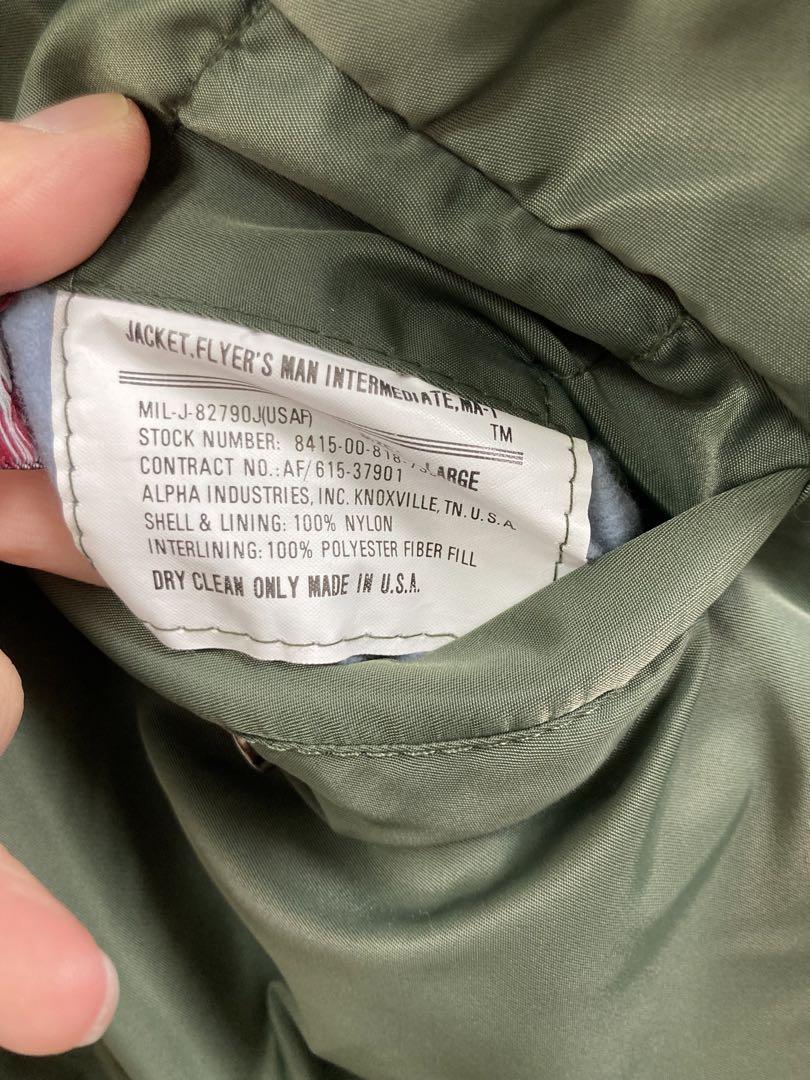 JACKET,FLYER'S MAN INTERMEDIATE,MA-1
TM
MIL-J-82790J(USAF)
STOCK NUMBER: 8415-00-818-
CONTRACT NO.: AF/615-37901 LARGE
ALPHA INDUSTRIES, INC. KNOXVILLE, TN. U.S.A.
SHELL & LINING: 100% NYLON
INTERLINING: 100% POLYESTER FIBER FILL
DRY CLEAN ONLY MADE IN U.S.A.